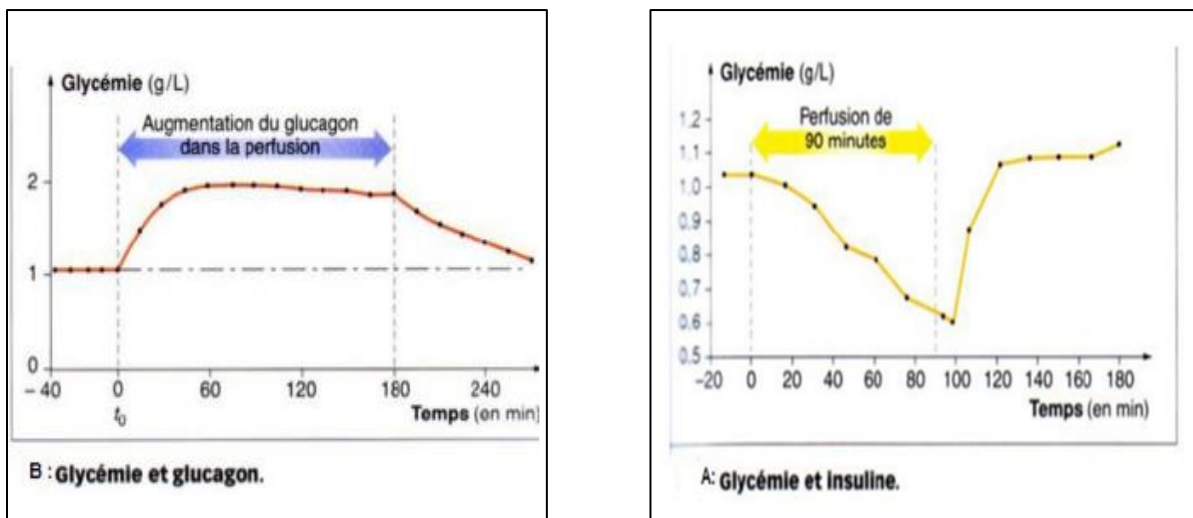 Glycémie (g/L)
Augmentation du glucagon
dans la perfusion
2
1
0
– 40 0 60 120 180 240
t0
Temps (en min)
B : Glycémie et glucagon.
Glycémie (g/L)
Perfusion de
90 minutes
1.2
1.1
1.0
0.9
0.8
0.7
0.6
0.5
–20 0 20 40 60 80 100 120 140 160 180
Temps (en min)
A: Glycémie et insuline.